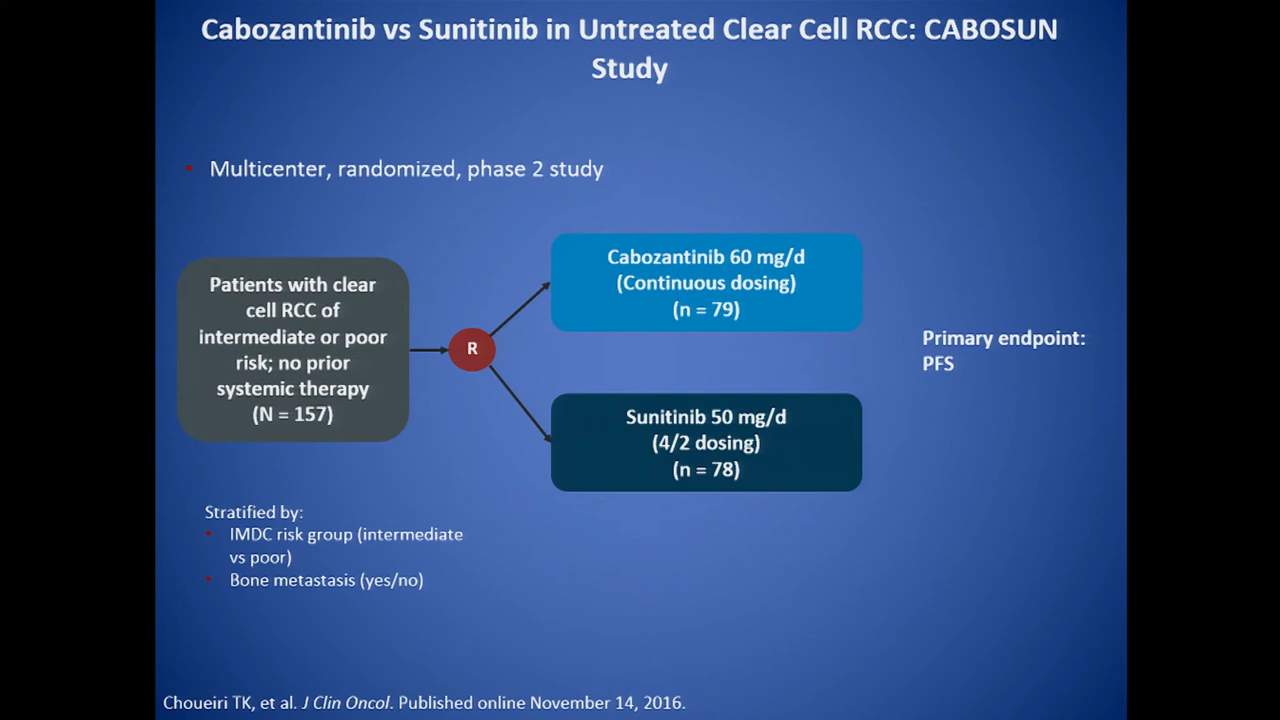 Cabozantinib vs Sunitinib in Untreated Clear Cell RCC: CABOSUN
Study
• Multicenter, randomized, phase 2 study
Patients with clear
cell RCC of
intermediate or poor
risk; no prior
systemic therapy
(N = 157)
R
Cabozantinib 60 mg/d
(Continuous dosing)
(n = 79)
Sunitinib 50 mg/d
(4/2 dosing)
(n = 78)
Primary endpoint:
PFS
Stratified by:
• IMDC risk group (intermediate
vs poor)
• Bone metastasis (yes/no)
Choueiri TK, et al. J Clin Oncol. Published online November 14, 2016.